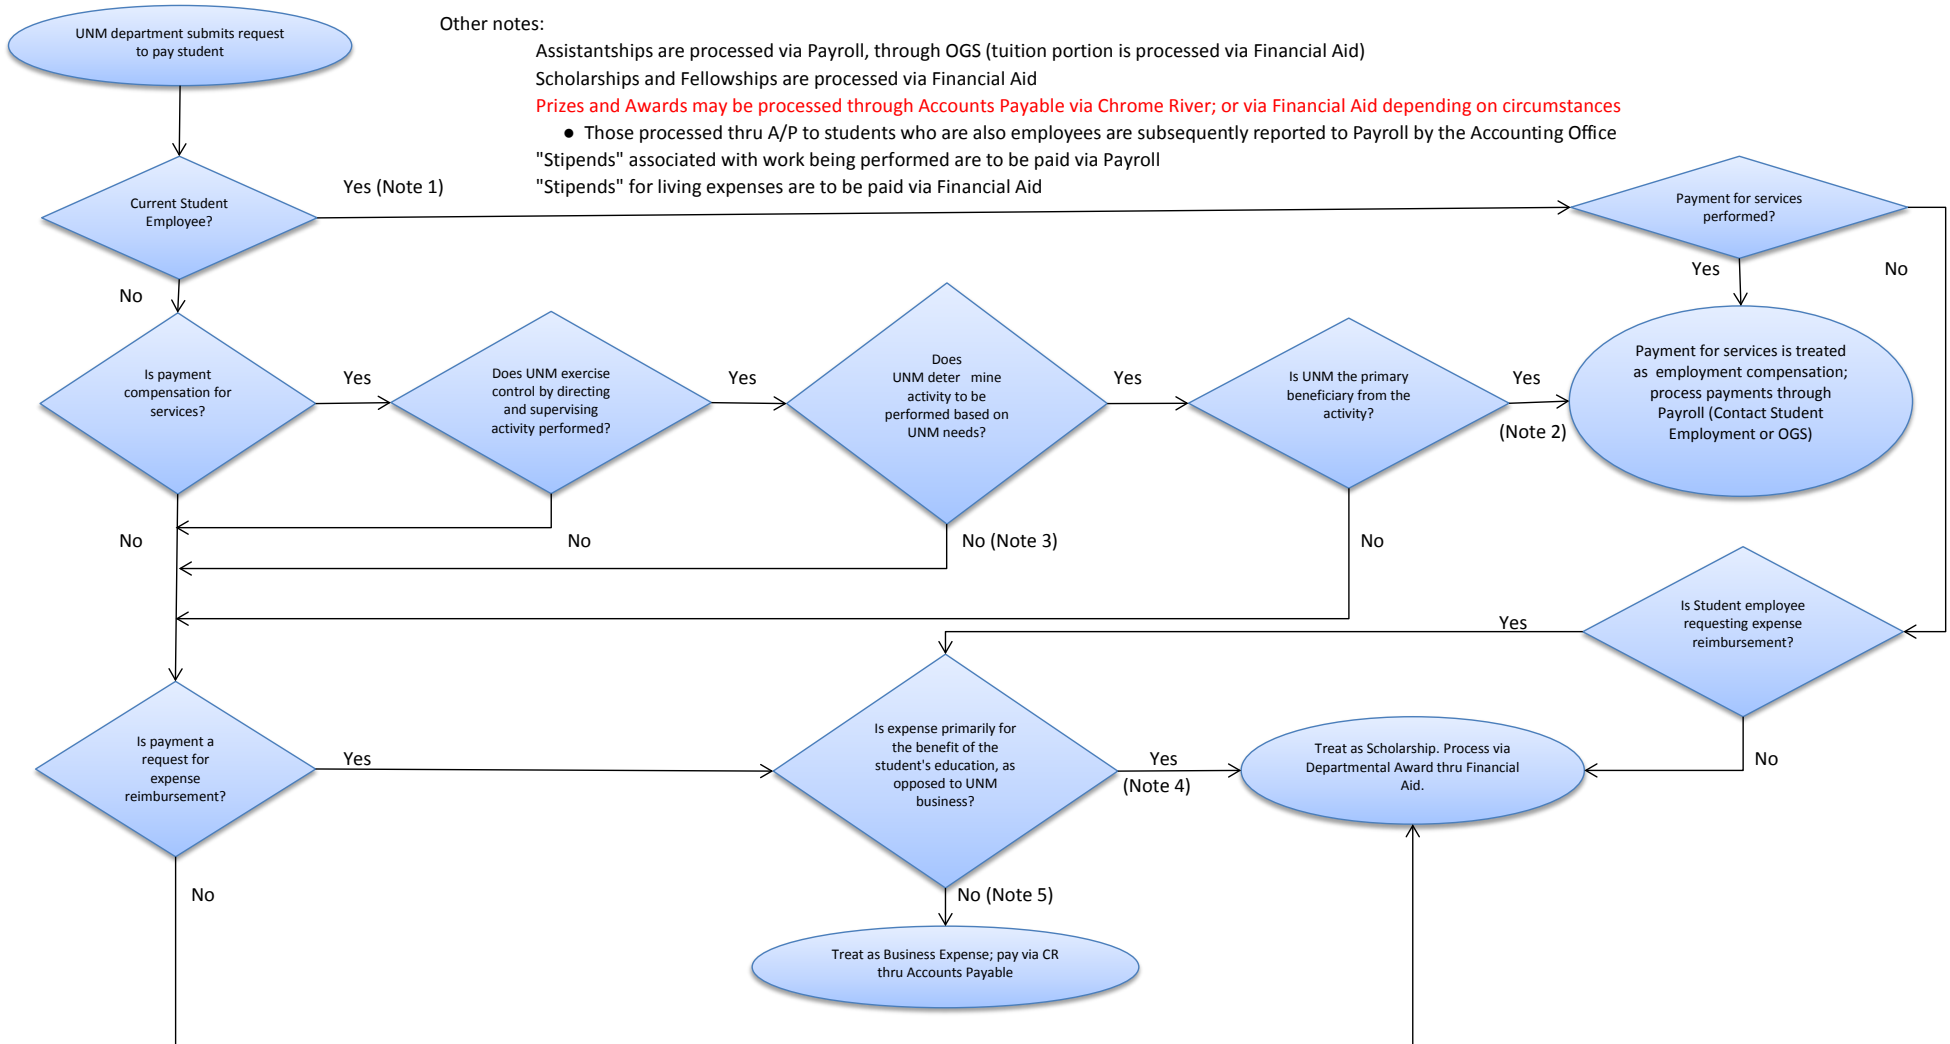 UNM department submits request
to pay student
Other notes:
Assistantships are processed via Payroll, through OGS (tuition portion is processed via Financial Aid)
Scholarships and Fellowships are processed via Financial Aid
Prizes and Awards may be processed through Accounts Payable via Chrome River; or via Financial Aid depending on circumstances
● Those processed thru A/P to students who are also employees are subsequently reported to Payroll by the Accounting Office
"Stipends" associated with work being performed are to be paid via Payroll
"Stipends" for living expenses are to be paid via Financial Aid
Current Student
Employee?
Yes (Note 1)
Payment for services
performed?
No
Yes
No
Is payment
compensation for
services?
Yes
Does UNM exercise
control by directing
and supervising
activity performed?
Yes
Does
UNM deter mine
activity to be
performed based on
UNM needs?
Yes
Is UNM the primary
beneficiary from the
activity?
Yes
(Note 2)
Payment for services is treated
as employment compensation;
process payments through
Payroll (Contact Student
Employment or OGS)
No
No
No (Note 3)
No
Is Student employee
requesting expense
reimbursement?
Yes
No
Is payment a
request for
expense
reimbursement?
Yes
Is expense primarily for
the benefit of the
student's education, as
opposed to UNM
business?
Yes
(Note 4)
Treat as Scholarship. Process via
Departmental Award thru Financial
Aid.
No
No (Note 5)
Treat as Business Expense; pay via CR
thru Accounts Payable